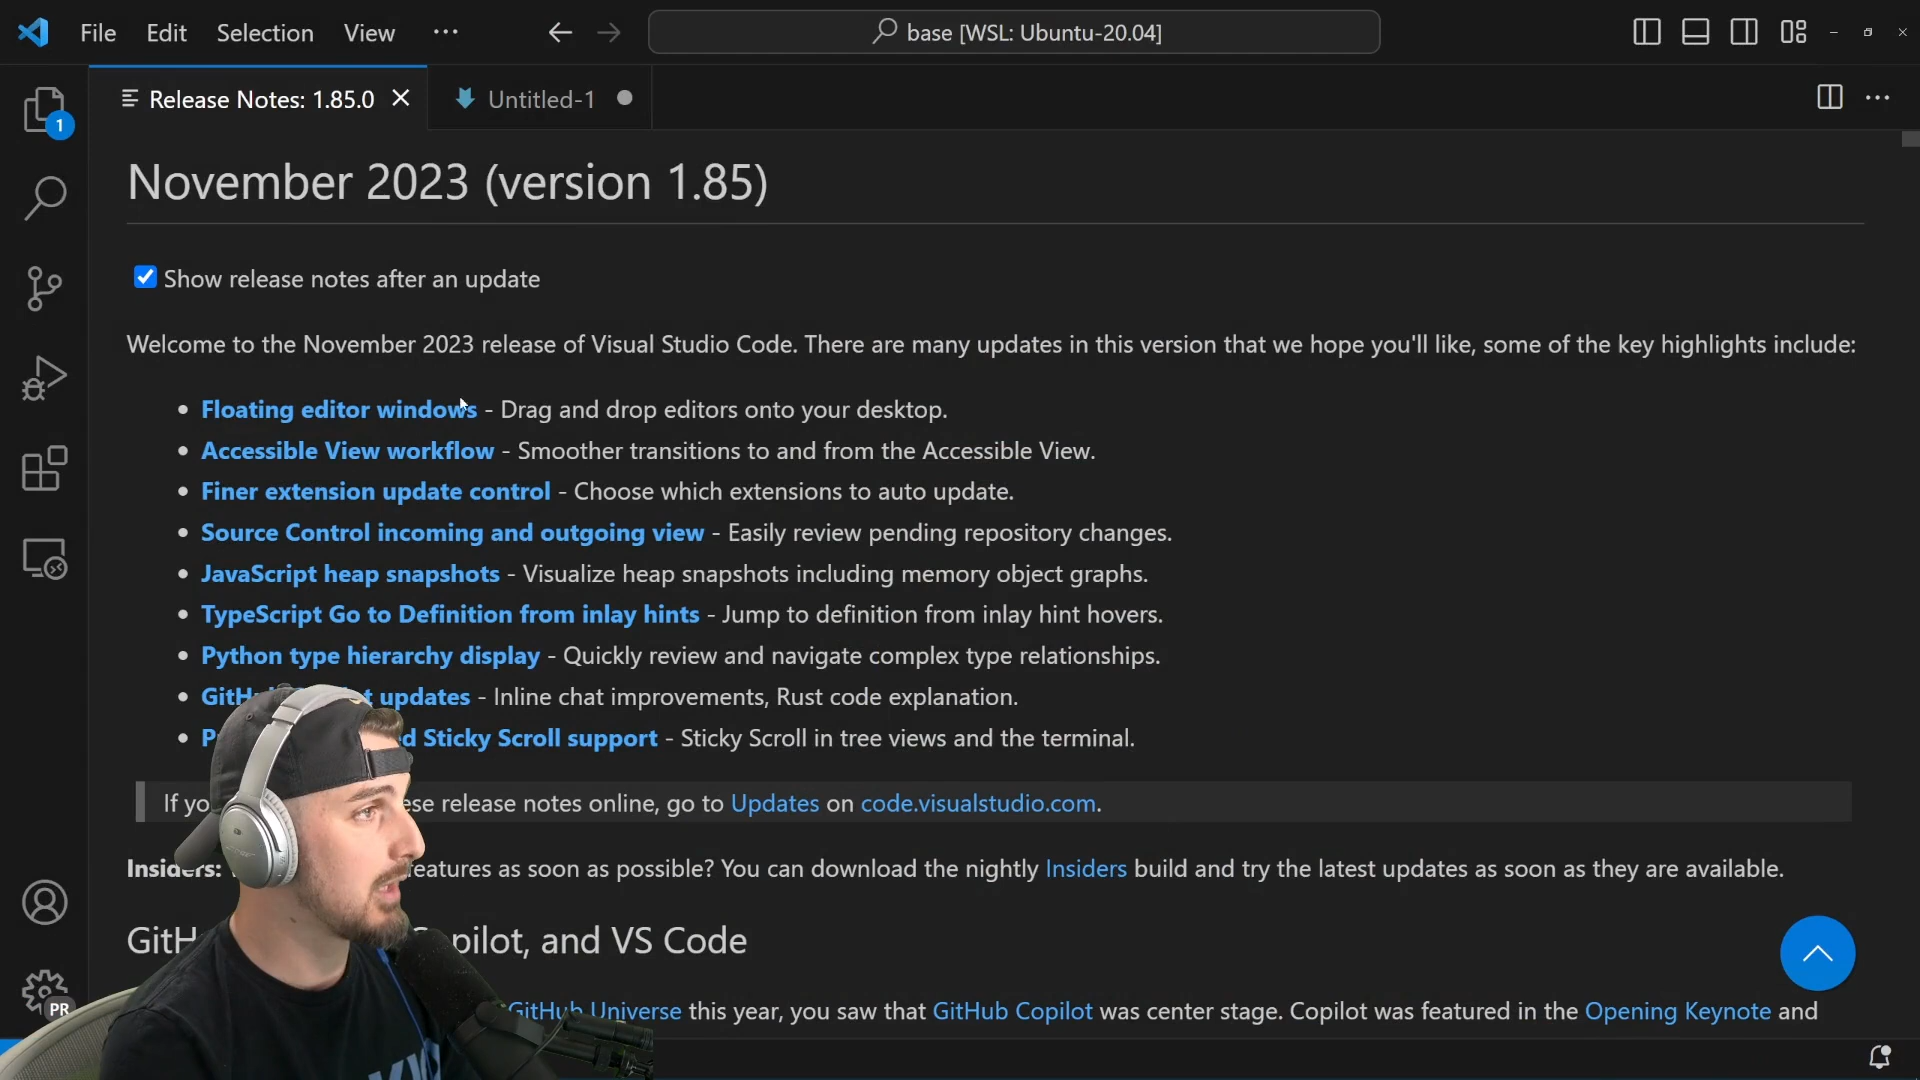 File Edit Selection View ··· base [WSL: Ubuntu-20.04]
1
Release Notes: 1.85.0 Untitled-1
November 2023 (version 1.85)
Show release notes after an update
Welcome to the November 2023 release of Visual Studio Code. There are many updates in this version that we hope you'll like, some of the key highlights include:
• Floating editor windows - Drag and drop editors onto your desktop.
• Accessible View workflow - Smoother transitions to and from the Accessible View.
• Finer extension update control - Choose which extensions to auto update.
• Source Control incoming and outgoing view - Easily review pending repository changes.
• JavaScript heap snapshots - Visualize heap snapshots including memory object graphs.
• TypeScript Go to Definition from inlay hints - Jump to definition from inlay hint hovers.
• Python type hierarchy display - Quickly review and navigate complex type relationships.
• updates - Inline chat improvements, Rust code explanation.
• Sticky Scroll support - Sticky Scroll in tree views and the terminal.
If release notes online, go to Updates on code.visualstudio.com.
Insiders: as soon as possible? You can download the nightly Insiders build and try the latest updates as soon as they are available.
and VS Code
GitHub Universe this year, you saw that GitHub Copilot was center stage. Copilot was featured in the Opening Keynote and
PR